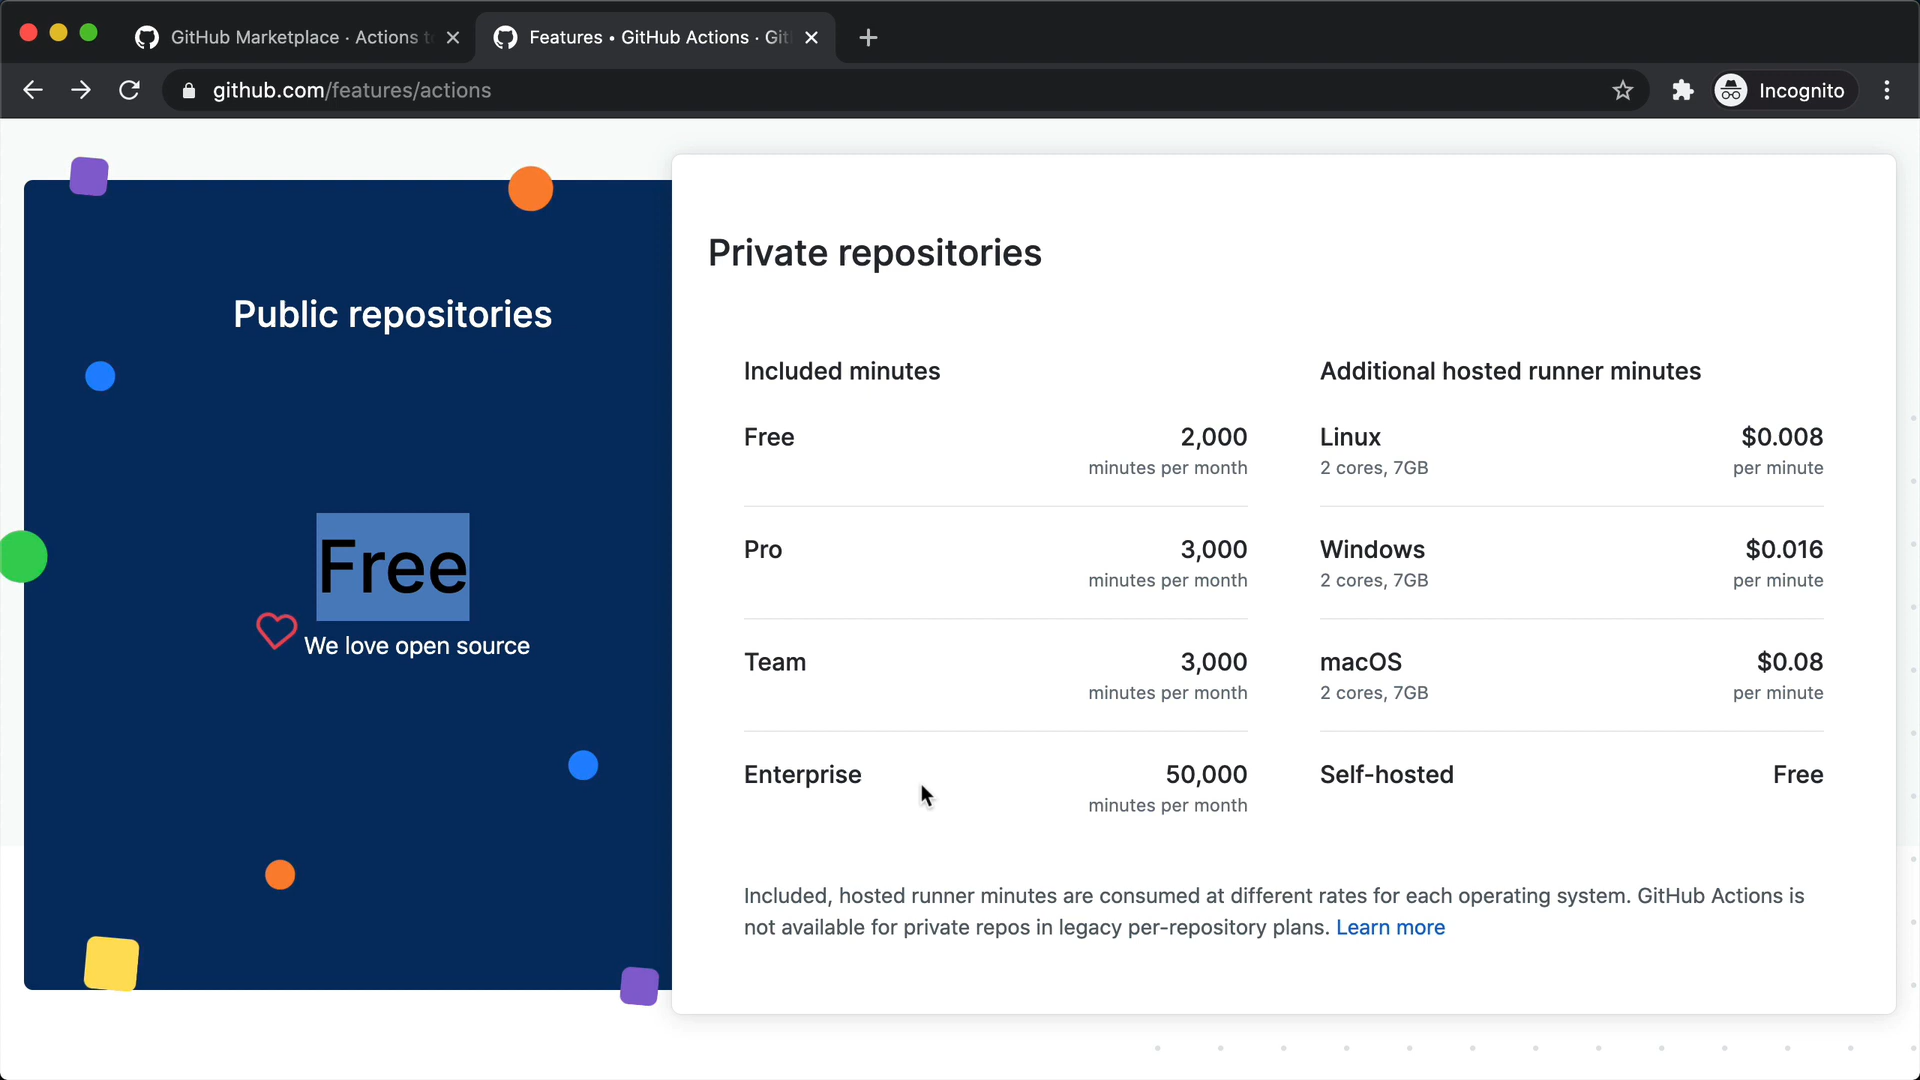 GitHub Marketplace · Actions t
Features • GitHub Actions · Git
github.com/features/actions
Incognito
Public repositories
Free
We love open source
Private repositories
Included minutes
Free 2,000
minutes per month
Pro 3,000
minutes per month
Team 3,000
minutes per month
Enterprise 50,000
minutes per month
Additional hosted runner minutes
Linux $0.008
2 cores, 7GB per minute
Windows $0.016
2 cores, 7GB per minute
macOS $0.08
2 cores, 7GB per minute
Self-hosted Free
Included, hosted runner minutes are consumed at different rates for each operating system. GitHub Actions is
not available for private repos in legacy per-repository plans. Learn more